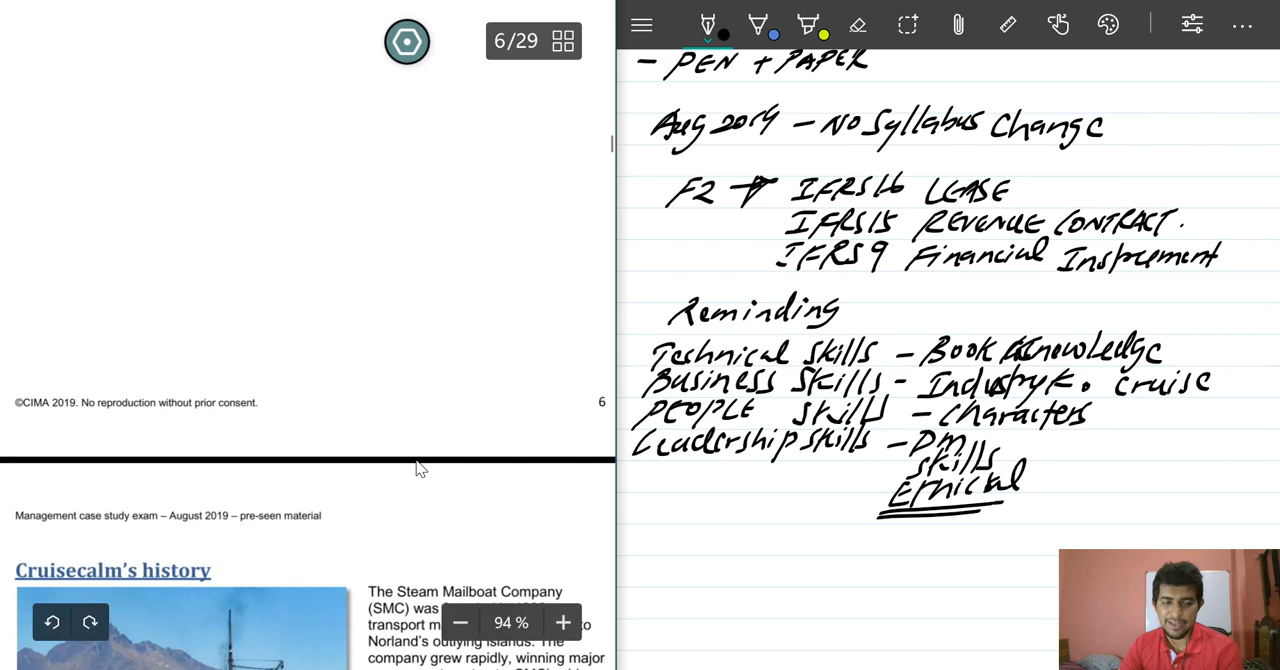 6/29
©CIMA 2019. No reproduction without prior consent.
6
Management case study exam – August 2019 – pre-seen material
Cruisecalm's history
The Steam Mailboat Company
(SMC) was
transport m to
Norland's outlying islands. The
company grew rapidly, winning major
94 %
- PEN + PAPER
Aug 2019 - No Syllabus Change
F2 → IFRS16 LEASE
IFRS15 REVENUE CONTRACT.
IFRS 9 Financial Instrument
Reminding
Technical skills - Book Knowledge
Business skills - Industry K. cruise
PEOPLE skills - Characters
Leadership skills - DM
skills
Ethical